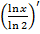 (ln x / ln 2)′